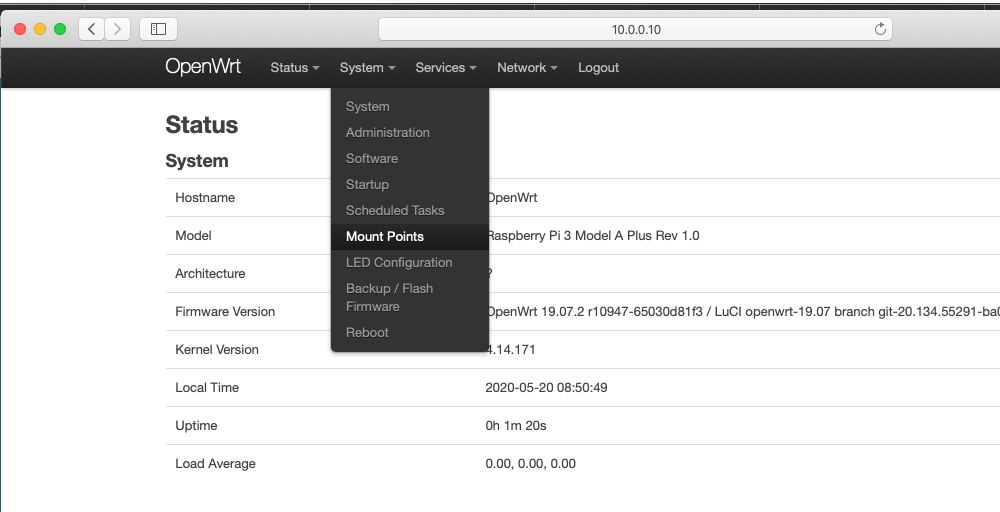 10.0.0.10
OpenWrt Status System Services Network Logout
System
Administration
Software
Startup
Scheduled Tasks
Mount Points
LED Configuration
Backup / Flash
Firmware
Reboot
Status
System
Hostname OpenWrt
Model Raspberry Pi 3 Model A Plus Rev 1.0
Architecture ?
Firmware Version OpenWrt 19.07.2 r10947-65030d81f3 / LuCI openwrt-19.07 branch git-20.134.55291-ba0
Kernel Version 4.14.171
Local Time 2020-05-20 08:50:49
Uptime 0h 1m 20s
Load Average 0.00, 0.00, 0.00